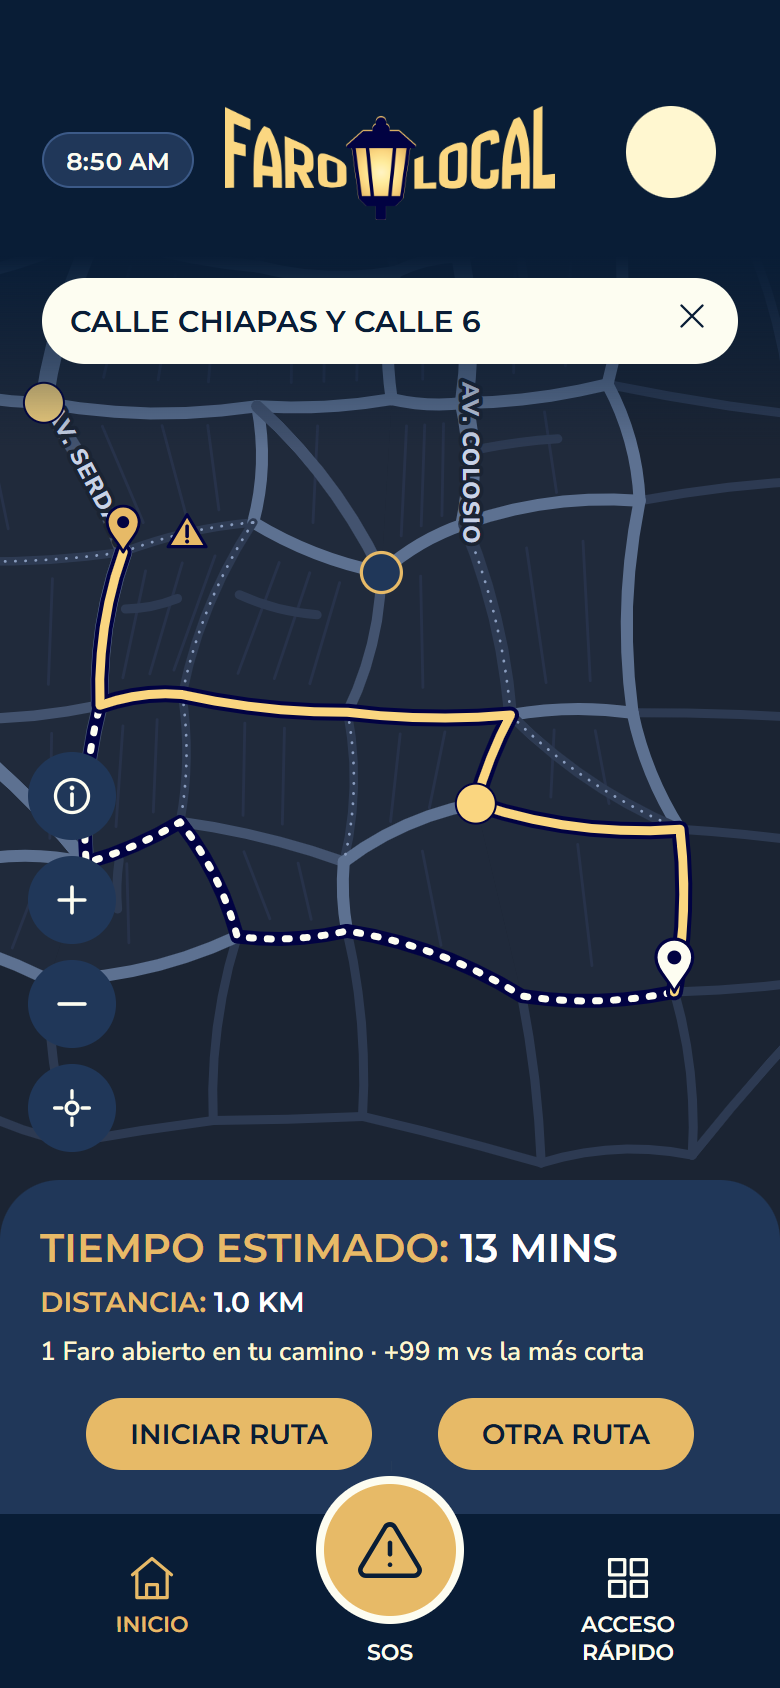 8:50 AM
FARO LOCAL
CALLE CHIAPAS Y CALLE 6
AV. COLOSIO
TIEMPO ESTIMADO: 13 MINS
DISTANCIA: 1.0 KM
1 Faro abierto en tu camino · +99 m vs la más corta
INICIAR RUTA
OTRA RUTA
INICIO
SOS
ACCESO
RÁPIDO